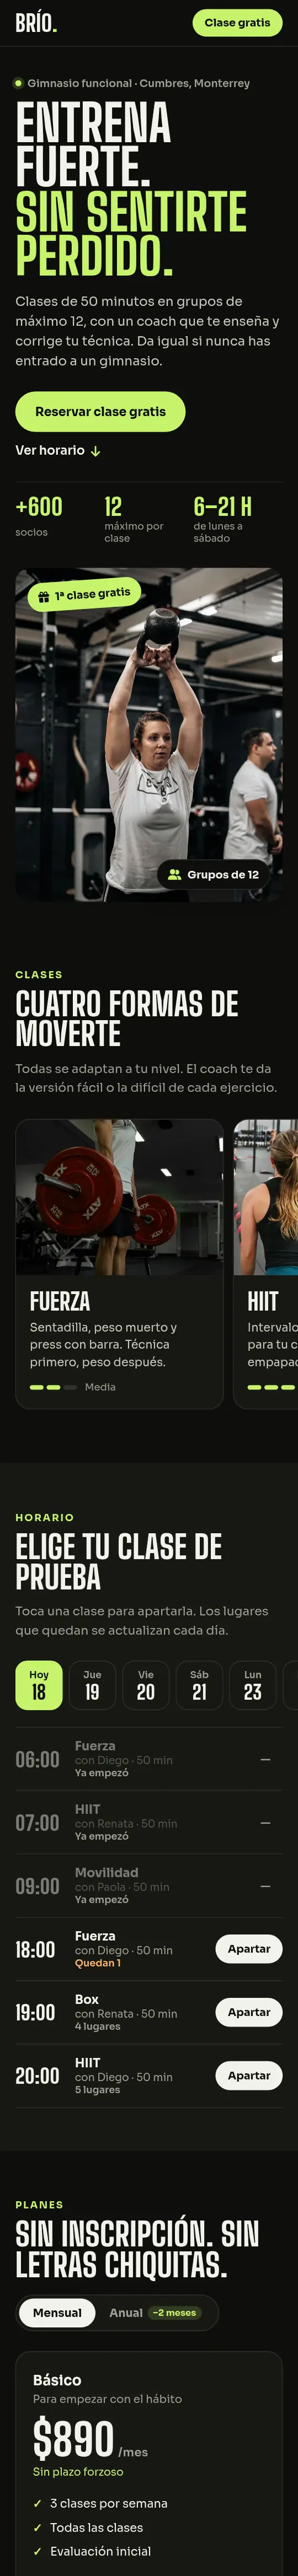 BRÍO.
Clase gratis
Gimnasio funcional · Cumbres, Monterrey
ENTRENA
FUERTE.
SIN SENTIRTE
PERDIDO.
Clases de 50 minutos en grupos de
máximo 12, con un coach que te enseña y
corrige tu técnica. Da igual si nunca has
entrado a un gimnasio.
Reservar clase gratis
Ver horario ↓
+600
socios
12
máximo por
clase
6–21 H
de lunes a
sábado
1ª clase gratis
Grupos de 12
CLASES
CUATRO FORMAS DE
MOVERTE
Todas se adaptan a tu nivel. El coach te da
la versión fácil o la difícil de cada ejercicio.
FUERZA
Sentadilla, peso muerto y
press con barra. Técnica
primero, peso después.
Media
HIIT
Intervalo
para tu c
empapad
HORARIO
ELIGE TU CLASE DE
PRUEBA
Toca una clase para apartarla. Los lugares
que quedan se actualizan cada día.
Hoy
18
Jue
19
Vie
20
Sáb
21
Lun
23
06:00
Fuerza
con Diego · 50 min
Ya empezó
—
07:00
HIIT
con Renata · 50 min
Ya empezó
—
09:00
Movilidad
con Paola · 50 min
Ya empezó
—
18:00
Fuerza
con Diego · 50 min
Quedan 1
Apartar
19:00
Box
con Renata · 50 min
4 lugares
Apartar
20:00
HIIT
con Diego · 50 min
5 lugares
Apartar
PLANES
SIN INSCRIPCIÓN. SIN
LETRAS CHIQUITAS.
Mensual
Anual −2 meses
Básico
Para empezar con el hábito
$890 /mes
Sin plazo forzoso
✓ 3 clases por semana
✓ Todas las clases
✓ Evaluación inicial